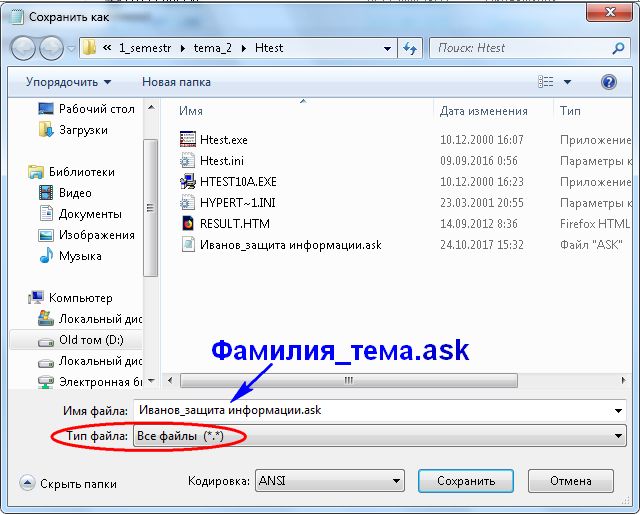 Сохранить как
« 1_semestr ▸ tema_2 ▸ Htest
Поиск: Htest
Упорядочить ▾ Новая папка
Имя Дата изменения Тип
Рабочий стол
Загрузки
Библиотеки
Видео
Документы
Изображения
Музыка
Компьютер
Локальный дис
Old том (D:)
Локальный дис
Электронная б
Htest.exe 10.12.2000 16:07 Приложение
Htest.ini 09.09.2016 0:56 Параметры к
HTEST10A.EXE 10.12.2000 16:23 Приложение
HYPERT~1.INI 23.03.2001 20:55 Параметры к
RESULT.HTM 14.09.2012 8:36 Firefox HTML
Иванов_защита информации.ask 24.10.2017 15:32 Файл "ASK"
Фамилия_тема.ask
Имя файла: Иванов_защита информации.ask
Тип файла: Все файлы (*.*)
Скрыть папки Кодировка: ANSI Сохранить Отмена